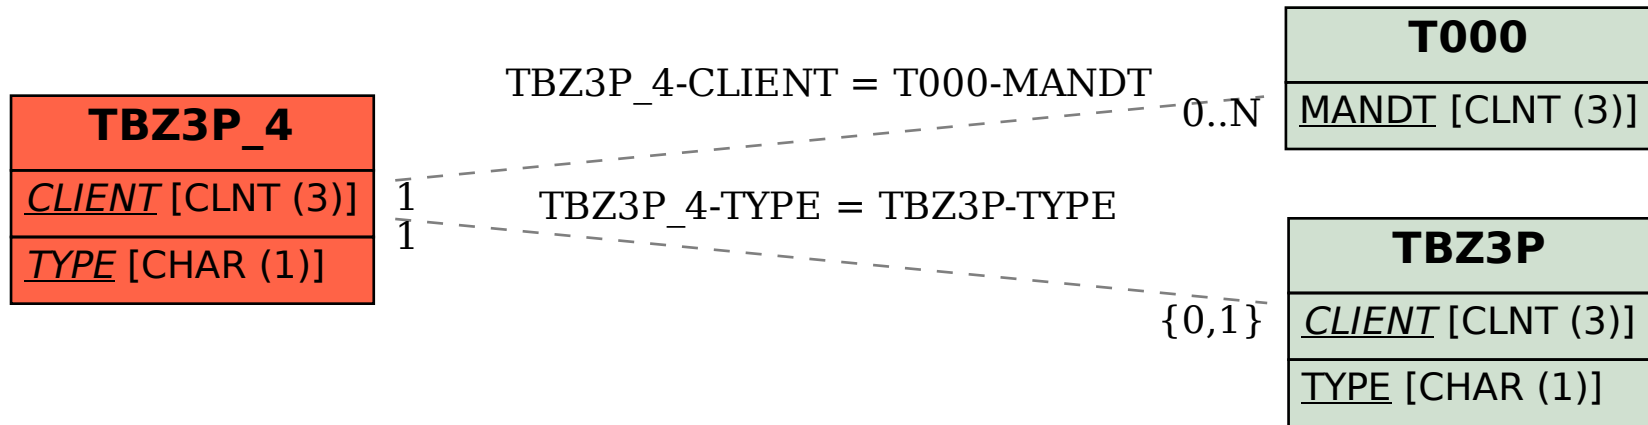 TBZ3P_4
CLIENT [CLNT (3)]
TYPE [CHAR (1)]
TBZ3P_4-CLIENT = T000-MANDT
1
0..N
TBZ3P_4-TYPE = TBZ3P-TYPE
1
{0,1}
T000
MANDT [CLNT (3)]
TBZ3P
CLIENT [CLNT (3)]
TYPE [CHAR (1)]